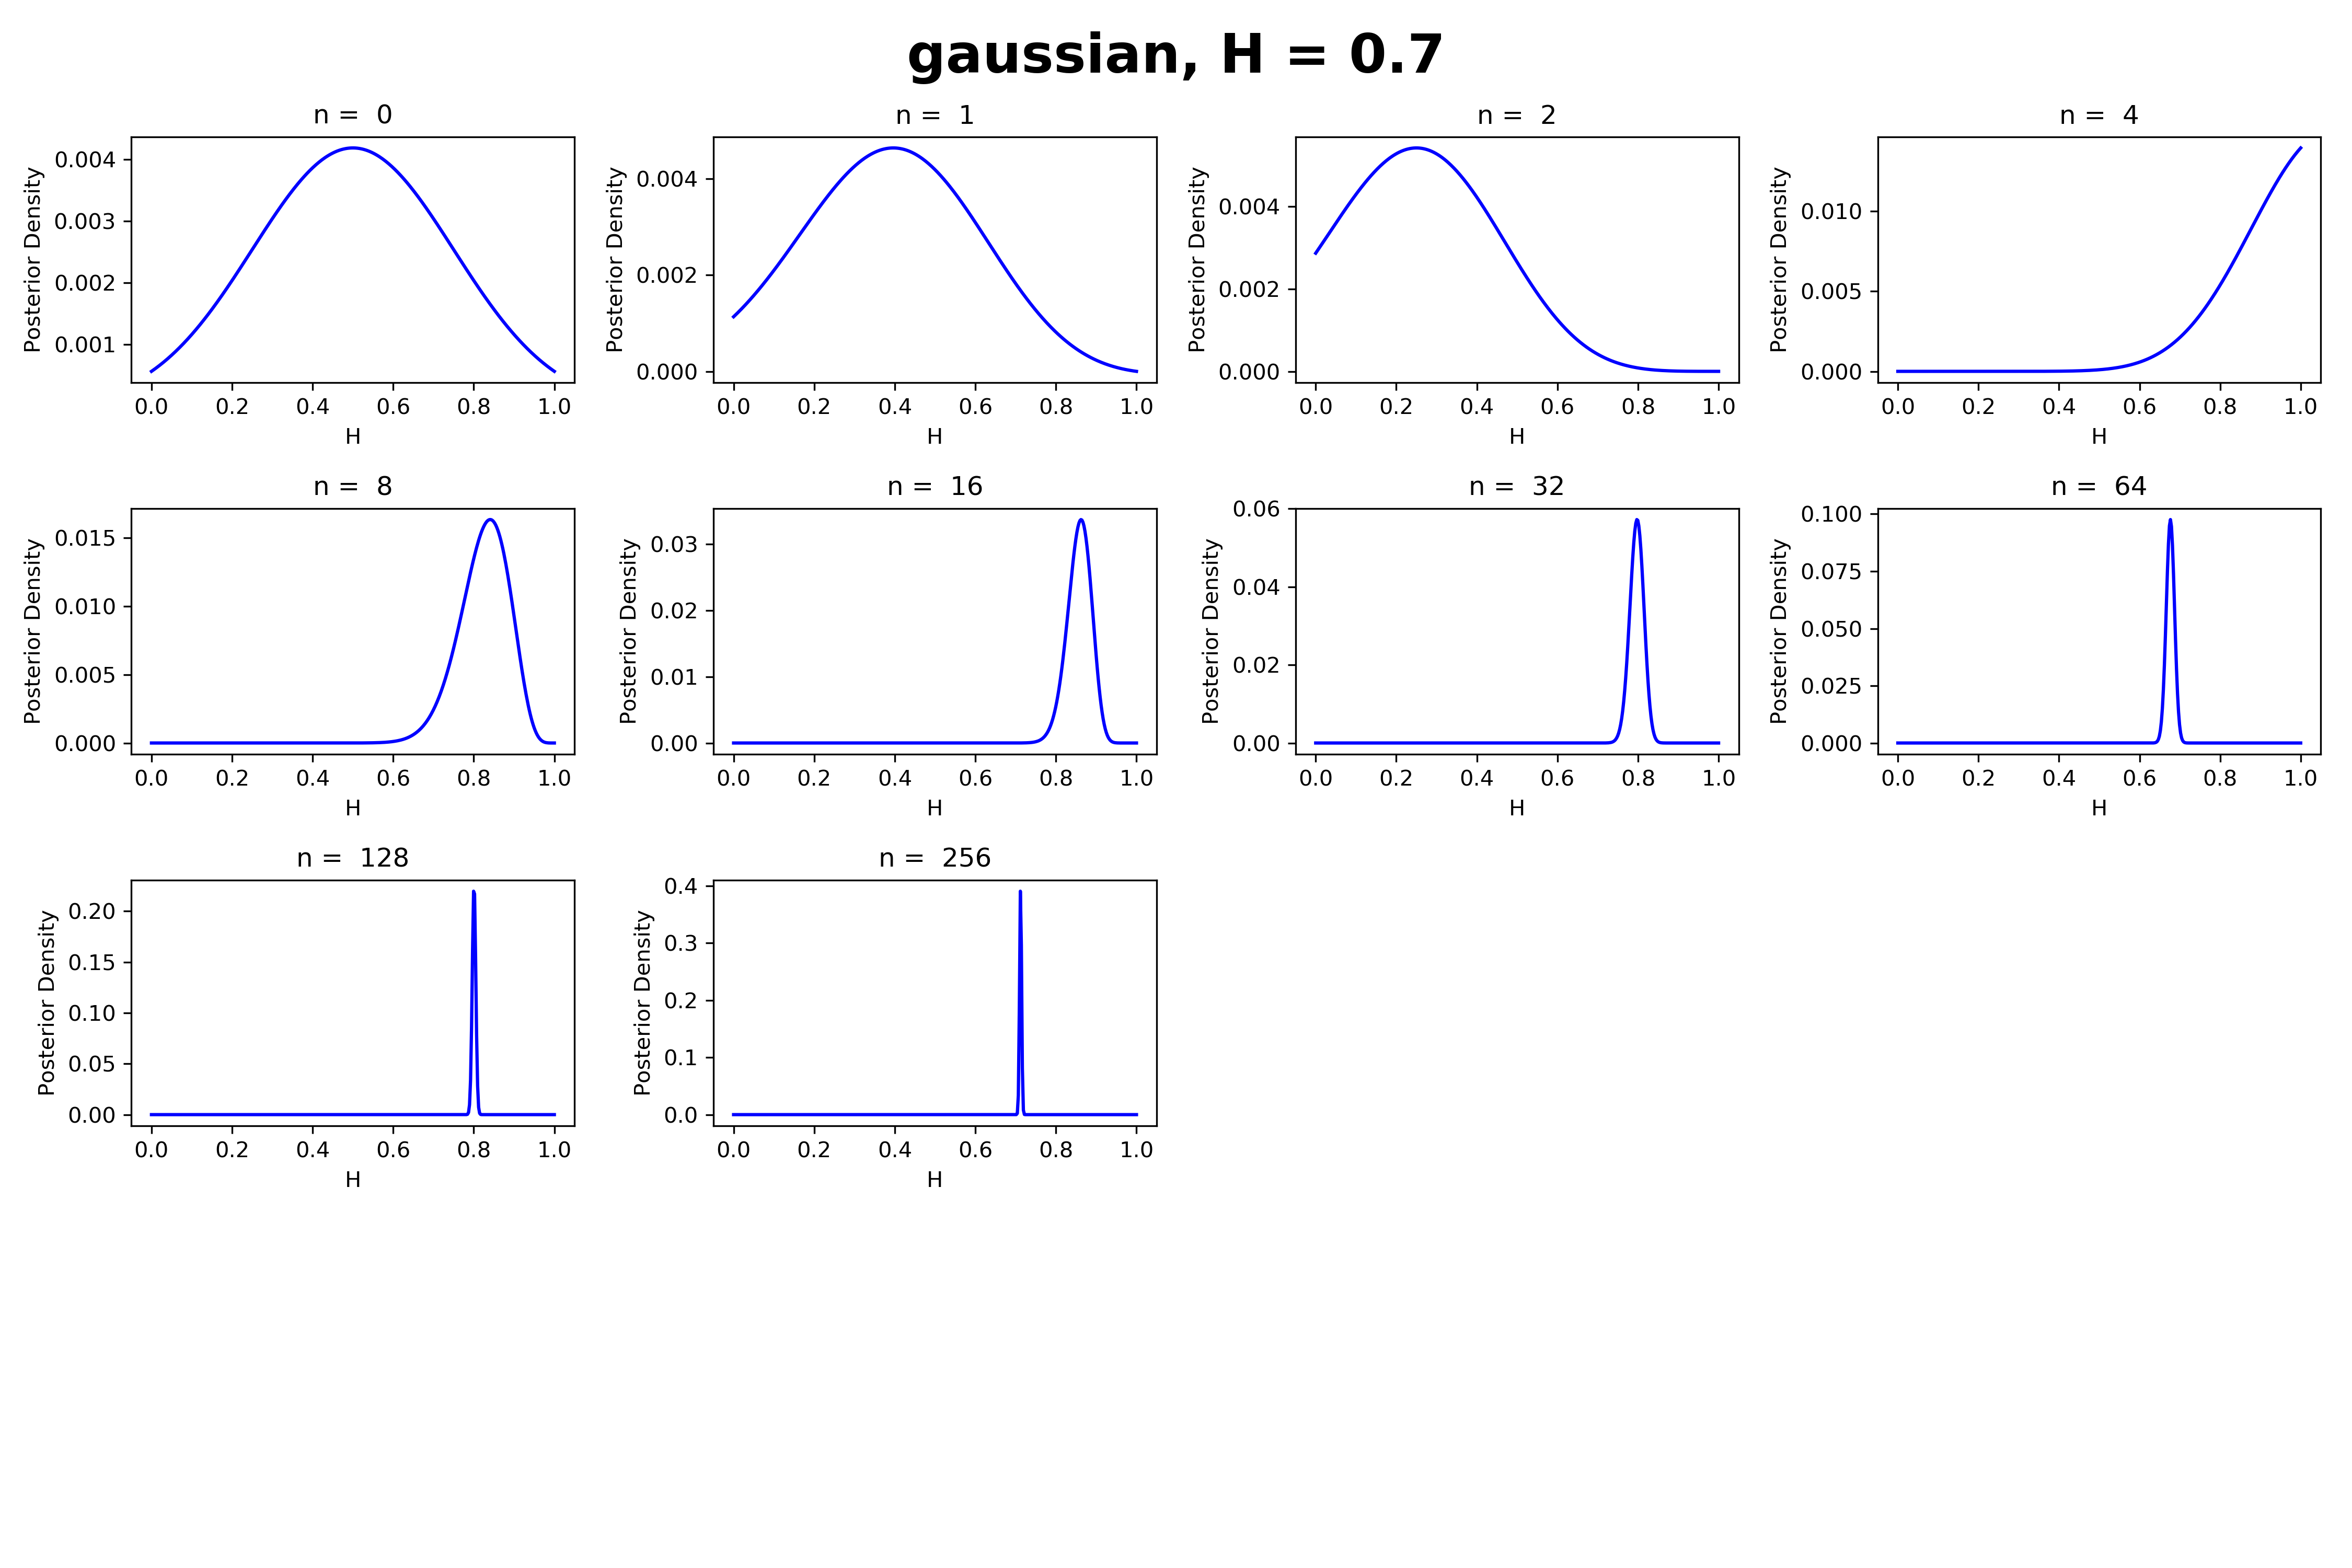 gaussian, H = 0.7
n = 0
n = 1
n = 2
n = 4
Posterior Density
0.004
0.003
0.002
0.001
0.0 0.2 0.4 0.6 0.8 1.0
H
Posterior Density
0.004
0.002
0.000
0.0 0.2 0.4 0.6 0.8 1.0
H
Posterior Density
0.004
0.002
0.000
0.0 0.2 0.4 0.6 0.8 1.0
H
Posterior Density
0.010
0.005
0.000
0.0 0.2 0.4 0.6 0.8 1.0
H
n = 8
n = 16
n = 32
n = 64
Posterior Density
0.015
0.010
0.005
0.000
0.0 0.2 0.4 0.6 0.8 1.0
H
Posterior Density
0.03
0.02
0.01
0.00
0.0 0.2 0.4 0.6 0.8 1.0
H
Posterior Density
0.06
0.04
0.02
0.00
0.0 0.2 0.4 0.6 0.8 1.0
H
Posterior Density
0.100
0.075
0.050
0.025
0.000
0.0 0.2 0.4 0.6 0.8 1.0
H
n = 128
n = 256
Posterior Density
0.20
0.15
0.10
0.05
0.00
0.0 0.2 0.4 0.6 0.8 1.0
H
Posterior Density
0.4
0.3
0.2
0.1
0.0
0.0 0.2 0.4 0.6 0.8 1.0
H